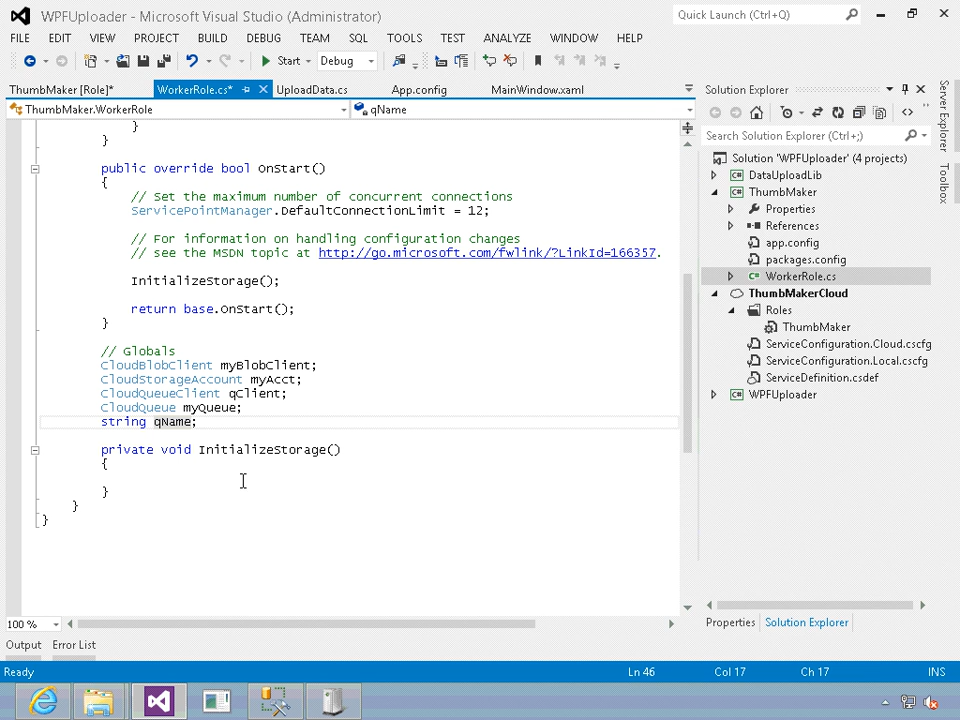 WPFUploader - Microsoft Visual Studio (Administrator)
Quick Launch (Ctrl+Q)
FILE EDIT VIEW PROJECT BUILD DEBUG TEAM SQL TOOLS TEST ANALYZE WINDOW HELP
Start Debug
ThumbMaker [Role]* WorkerRole.cs* UploadData.cs App.config MainWindow.xaml
ThumbMaker.WorkerRole qName
}
}
public override bool OnStart()
{
// Set the maximum number of concurrent connections
ServicePointManager.DefaultConnectionLimit = 12;
// For information on handling configuration changes
// see the MSDN topic at http://go.microsoft.com/fwlink/?LinkId=166357.
InitializeStorage();
return base.OnStart();
}
// Globals
CloudBlobClient myBlobClient;
CloudStorageAccount myAcct;
CloudQueueClient qClient;
CloudQueue myQueue;
string qName;
private void InitializeStorage()
{
}
}
}
100 %
Output Error List
Solution Explorer
Search Solution Explorer (Ctrl+;)
Solution 'WPFUploader' (4 projects)
DataUploadLib
ThumbMaker
Properties
References
app.config
packages.config
WorkerRole.cs
ThumbMakerCloud
Roles
ThumbMaker
ServiceConfiguration.Cloud.cscfg
ServiceConfiguration.Local.cscfg
ServiceDefinition.csdef
WPFUploader
Properties Solution Explorer
Server Explorer
Toolbox
Ready Ln 46 Col 17 Ch 17 INS